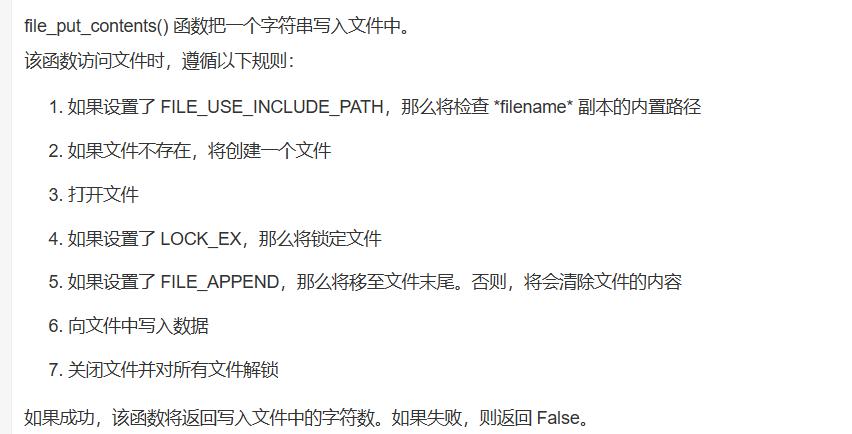 file_put_contents() 函数把一个字符串写入文件中。
该函数访问文件时，遵循以下规则：
1. 如果设置了 FILE_USE_INCLUDE_PATH，那么将检查 *filename* 副本的内置路径
2. 如果文件不存在，将创建一个文件
3. 打开文件
4. 如果设置了 LOCK_EX，那么将锁定文件
5. 如果设置了 FILE_APPEND，那么将移至文件末尾。否则，将会清除文件的内容
6. 向文件中写入数据
7. 关闭文件并对所有文件解锁
如果成功，该函数将返回写入文件中的字符数。如果失败，则返回 False。